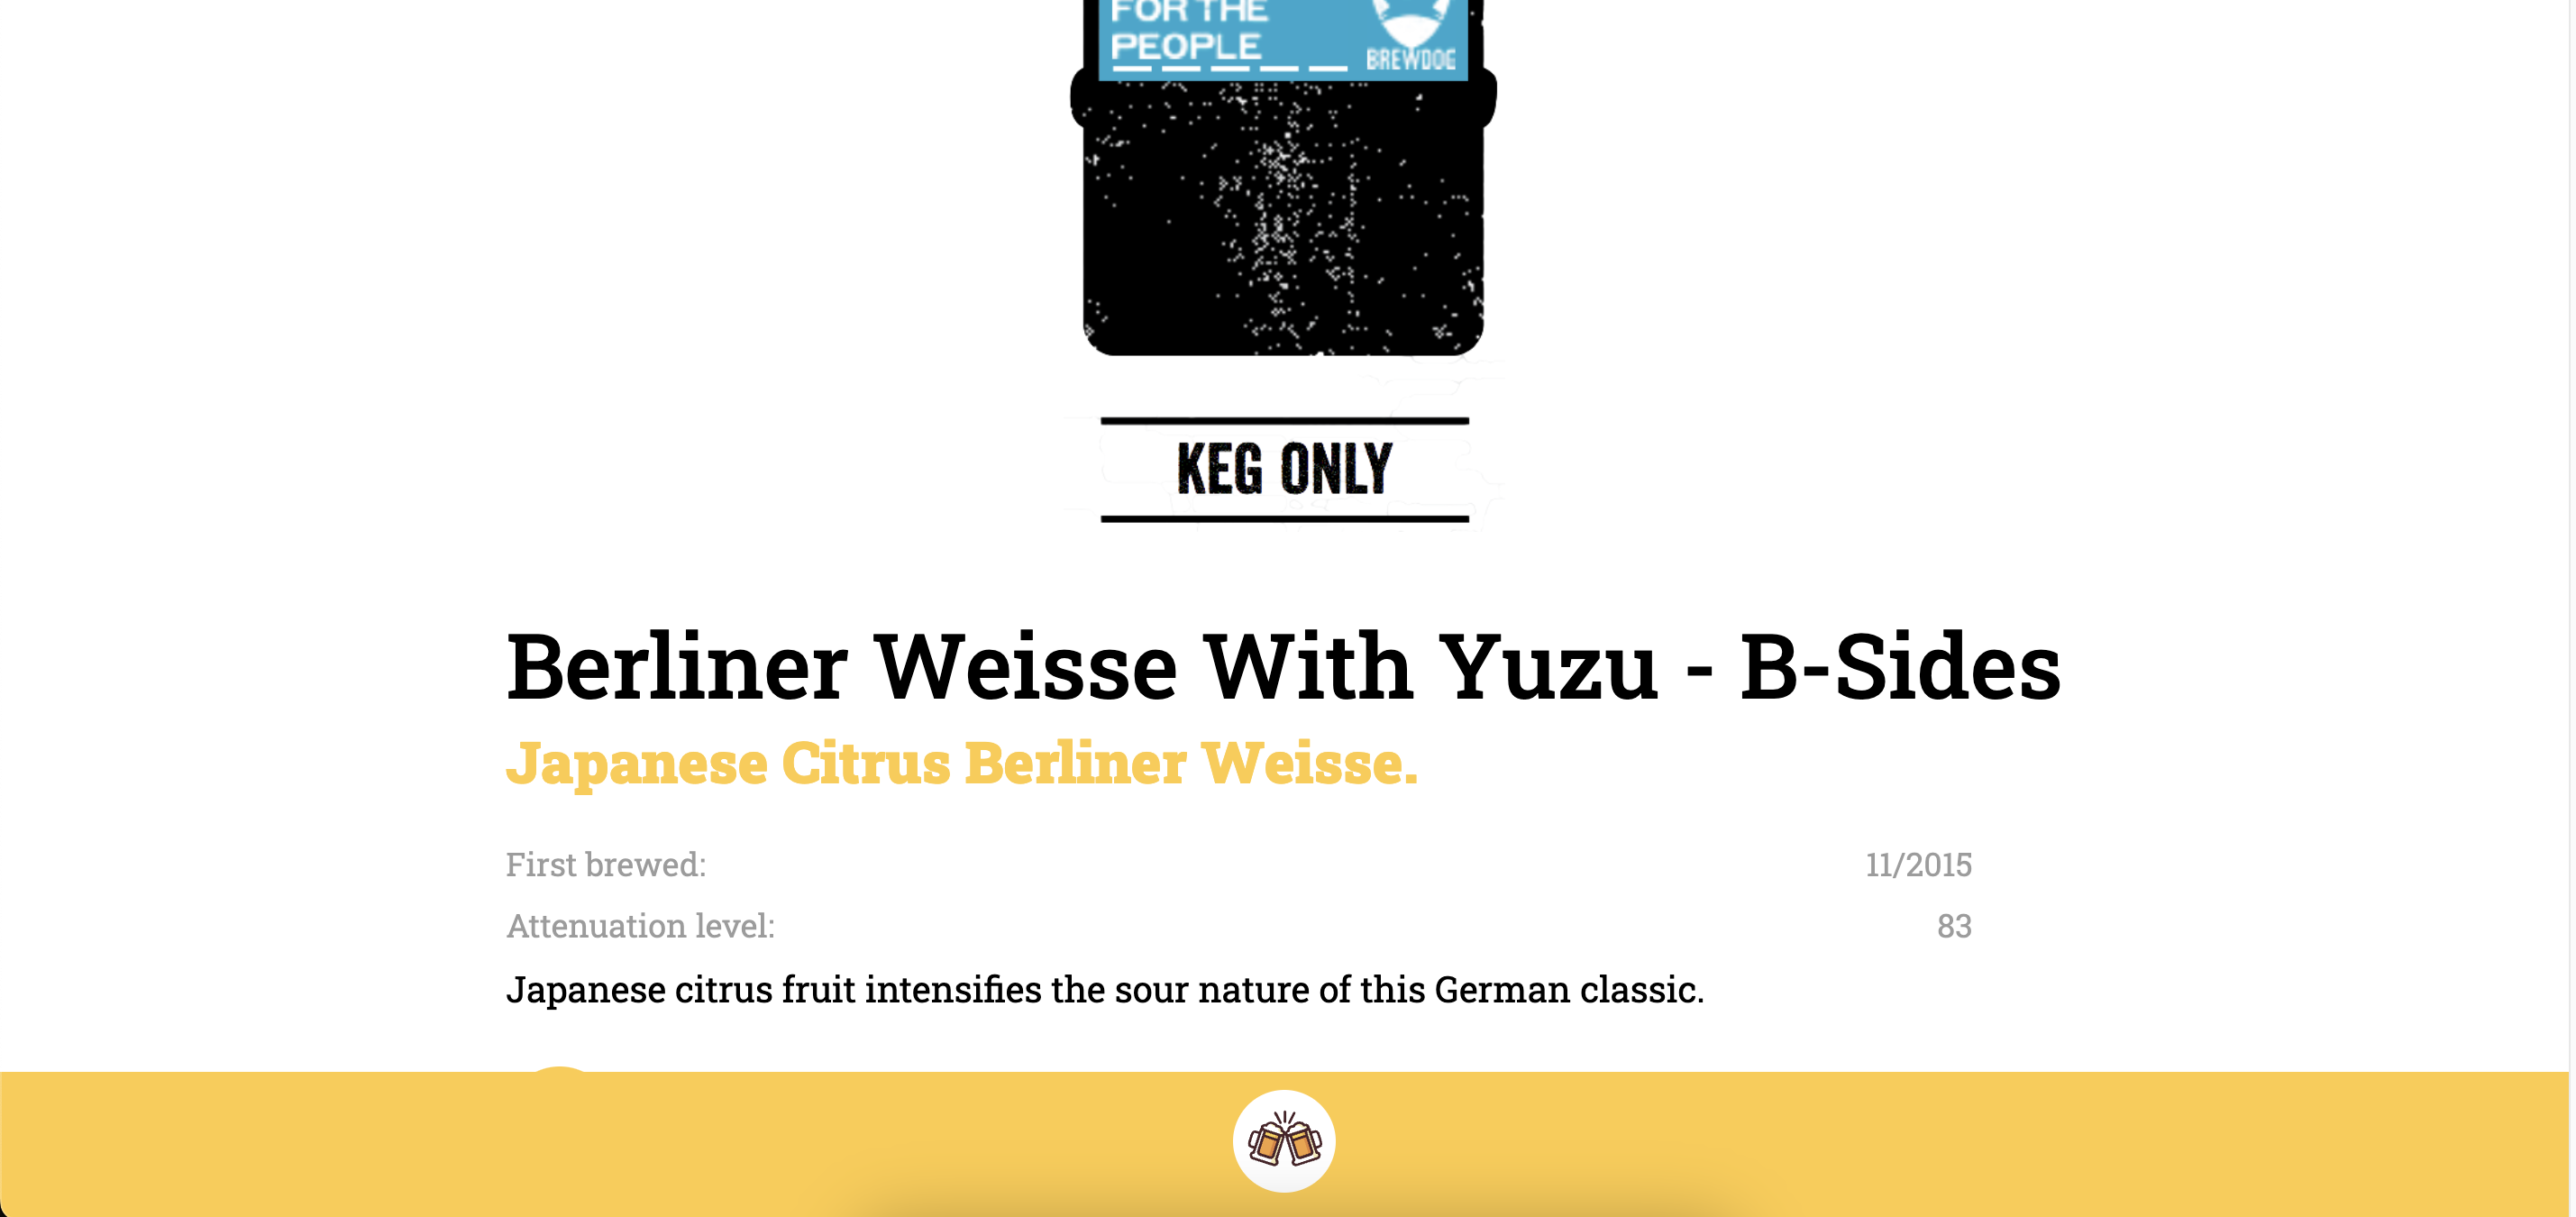 FOR THE
PEOPLE
BREWDOG
KEG ONLY
Berliner Weisse With Yuzu - B-Sides
Japanese Citrus Berliner Weisse.
First brewed: 11/2015
Attenuation level: 83
Japanese citrus fruit intensifies the sour nature of this German classic.